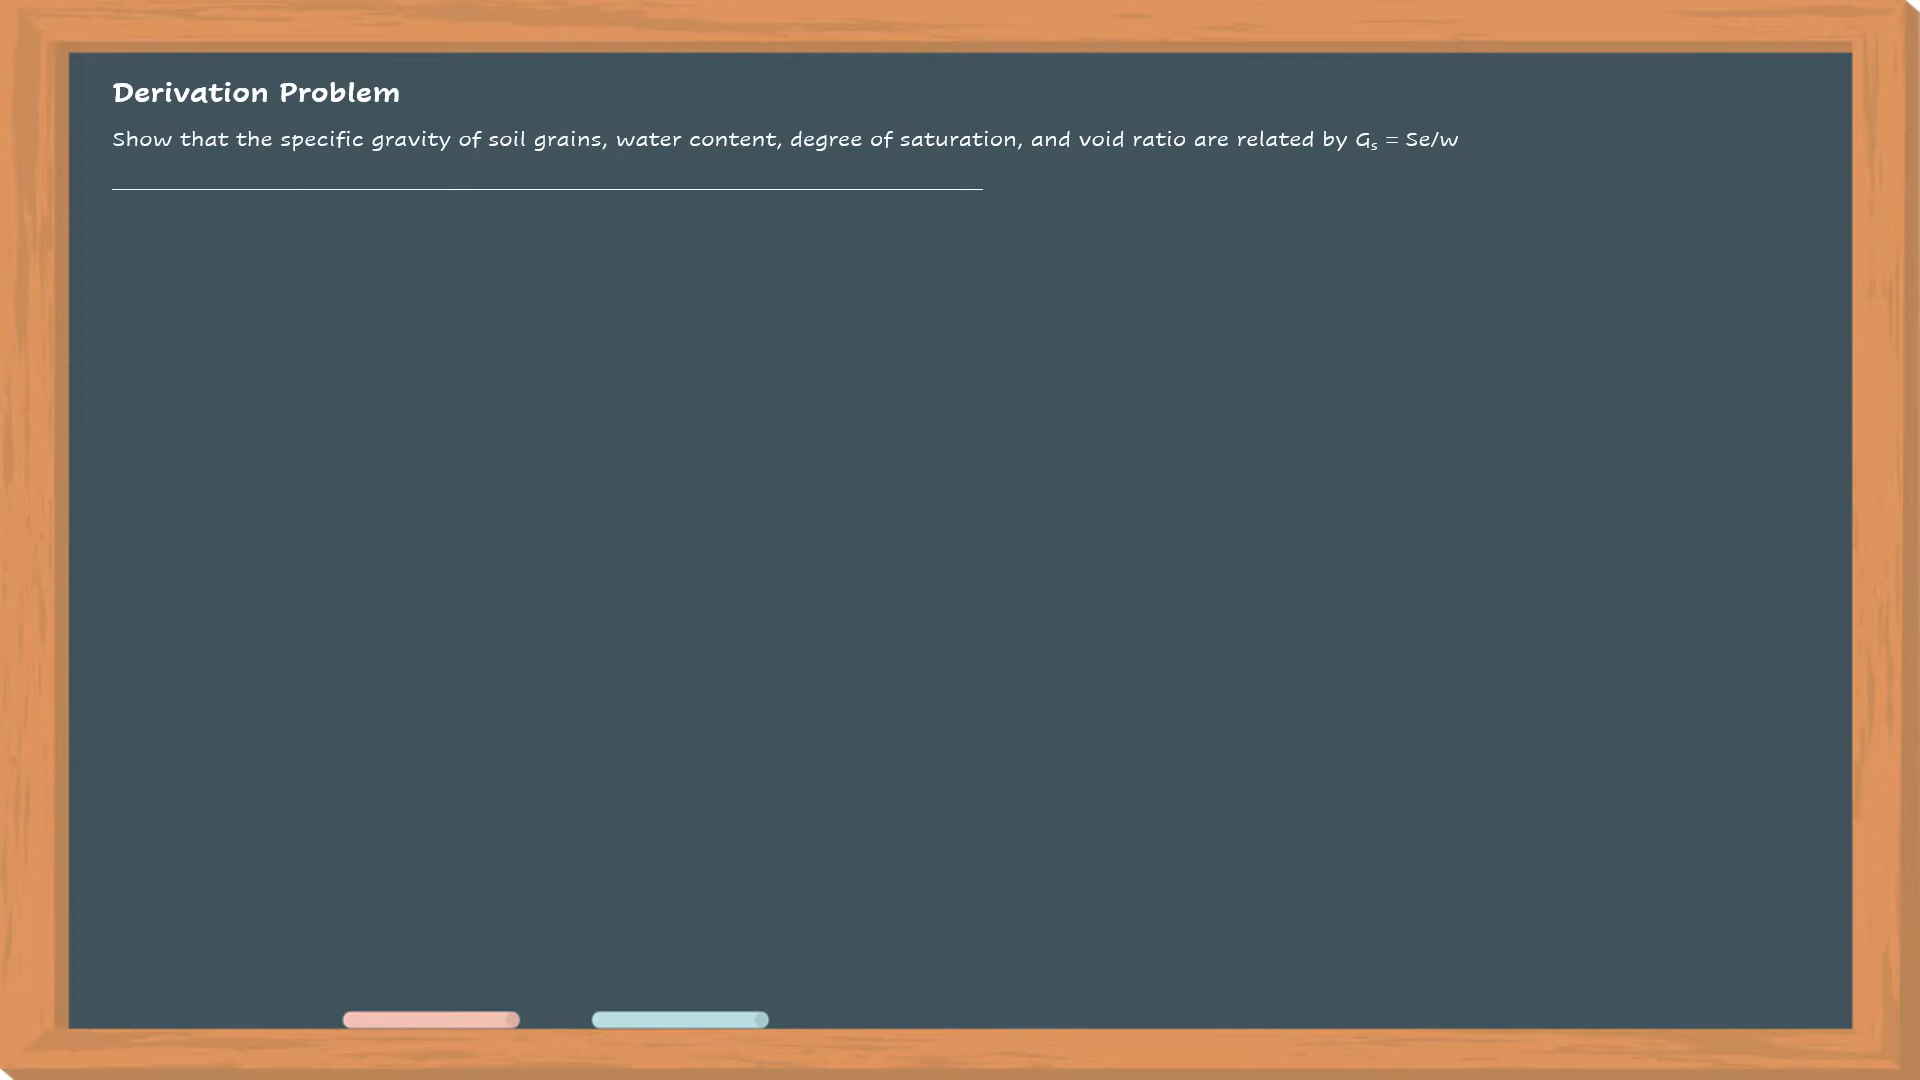 Derivation Problem
Show that the specific gravity of soil grains, water content, degree of saturation, and void ratio are related by Gₛ = Se/w